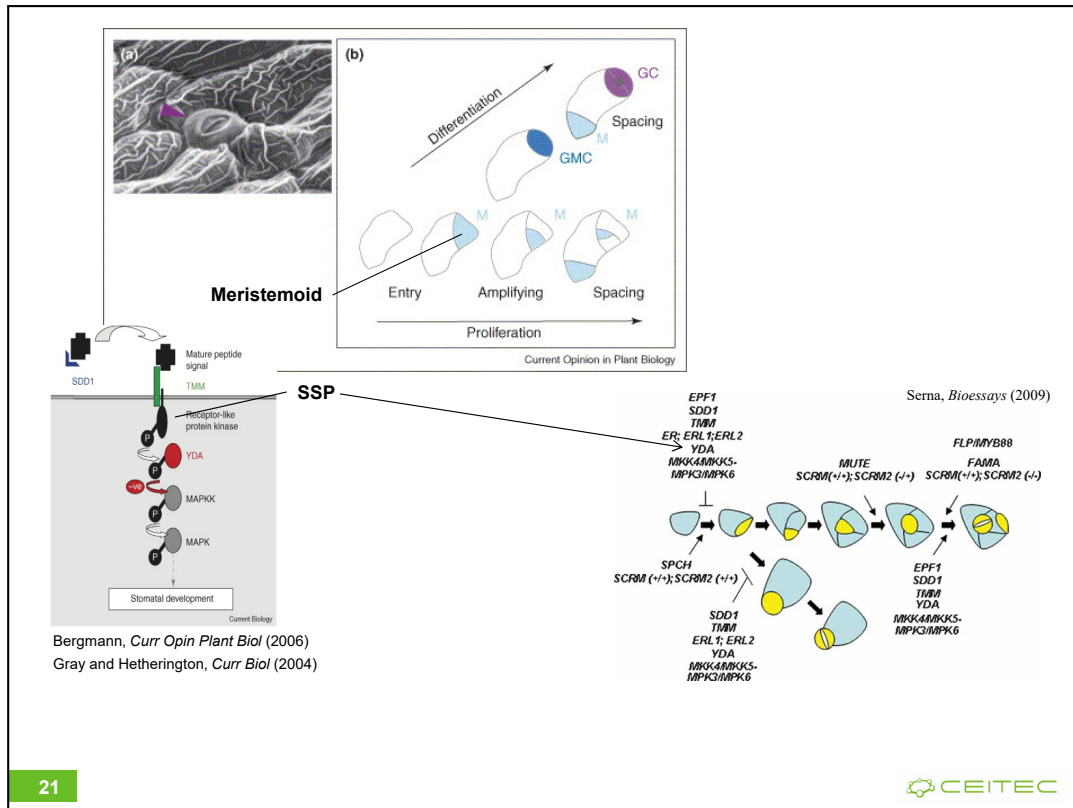 (a)
(b)
Differentiation
GC
Spacing
M
GMC
M
M
M
Entry
Amplifying
Spacing
Proliferation
Current Opinion in Plant Biology
Meristemoid
SDD1
Mature peptide
signal
TMM
Receptor-like
protein kinase
P
YDA
P
–ve
MAPKK
P
MAPK
P
Stomatal development
Current Biology
SSP
Bergmann, Curr Opin Plant Biol (2006)
Gray and Hetherington, Curr Biol (2004)
Serna, Bioessays (2009)
EPF1
SDD1
TMM
ER; ERL1;ERL2
YDA
MKK4/MKK5-
MPK3/MPK6
MUTE
SCRM(+/+);SCRM2 (-/+)
FLP/MYB88
FAMA
SCRM(+/+);SCRM2 (-/-)
SPCH
SCRM (+/+);SCRM2 (+/+)
SDD1
TMM
ERL1; ERL2
YDA
MKK4/MKK5-
MPK3/MPK6
EPF1
SDD1
TMM
YDA
MKK4/MKK5-
MPK3/MPK6
21
CEITEC